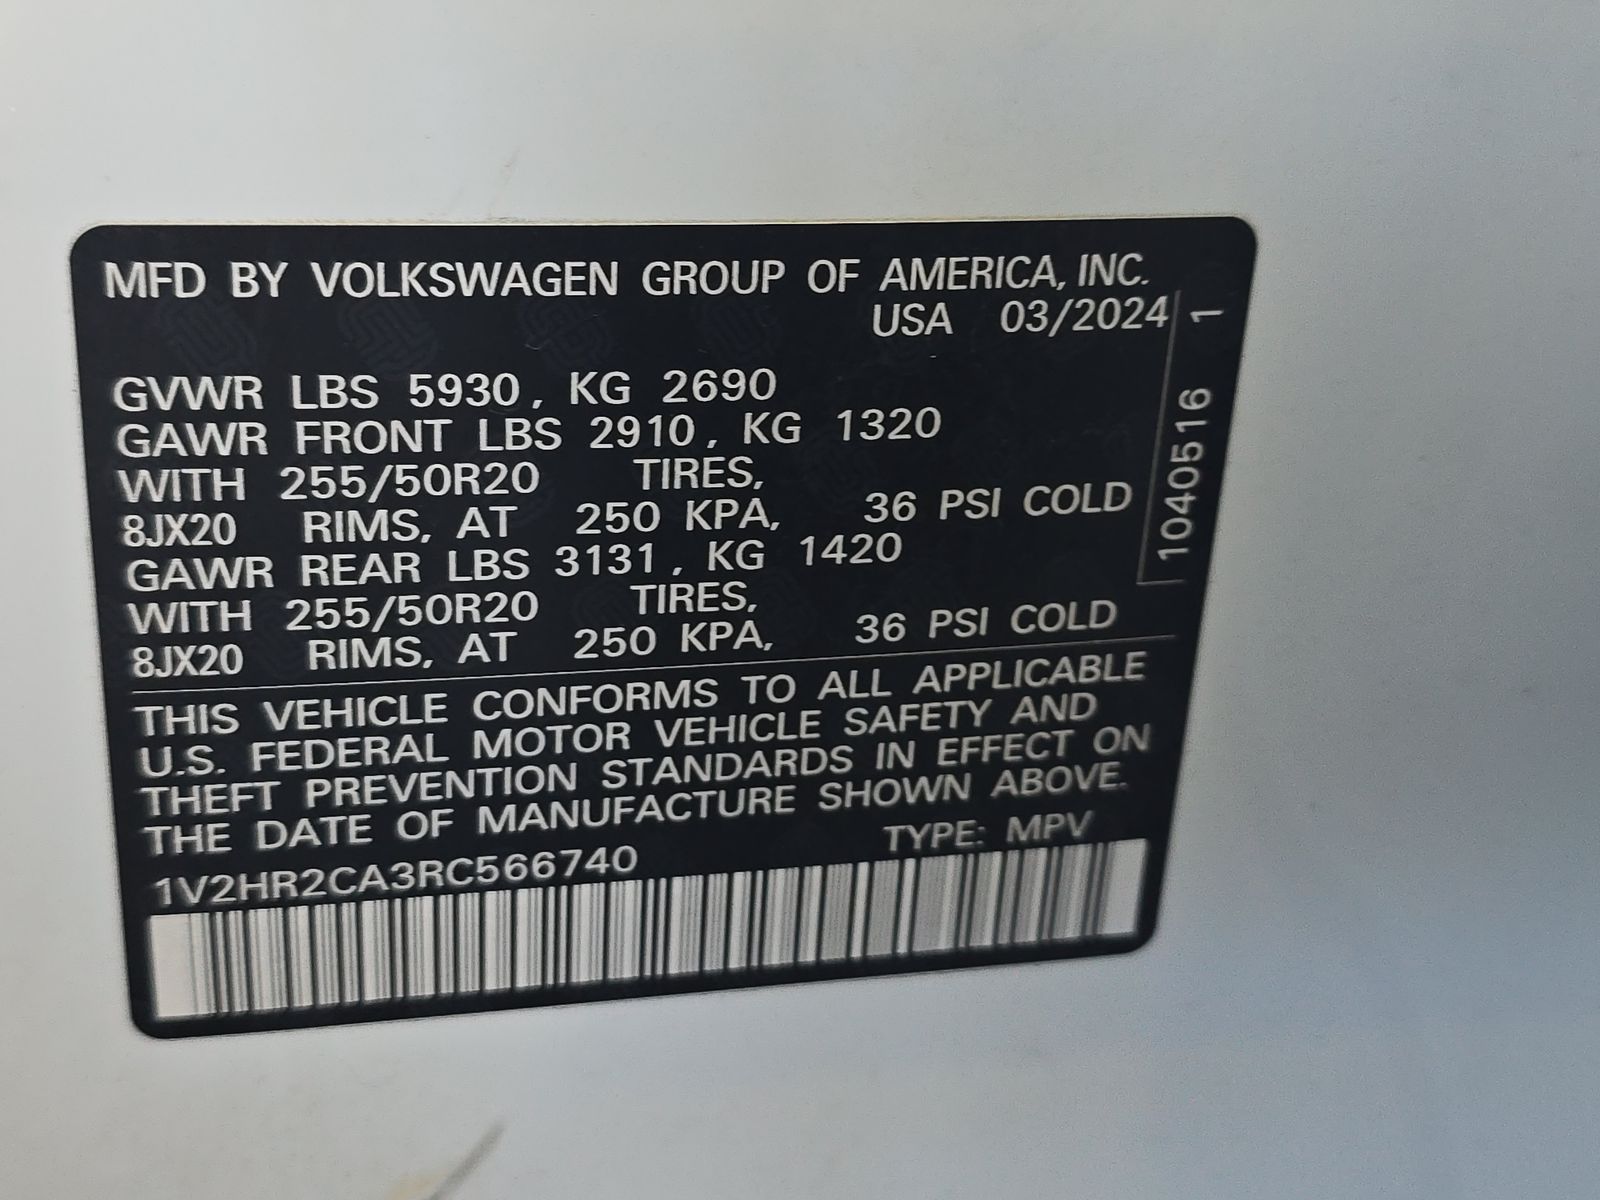 MFD BY VOLKSWAGEN GROUP OF AMERICA, INC.
USA 03/2024
GVWR LBS 5930, KG 2690
GAWR FRONT LBS 2910, KG 1320
WITH 255/50R20 TIRES,
8JX20 RIMS, AT 250 KPA, 36 PSI COLD
GAWR REAR LBS 3131, KG 1420
WITH 255/50R20 TIRES,
8JX20 RIMS, AT 250 KPA, 36 PSI COLD
1040516 1
THIS VEHICLE CONFORMS TO ALL APPLICABLE
U.S. FEDERAL MOTOR VEHICLE SAFETY AND
THEFT PREVENTION STANDARDS IN EFFECT ON
THE DATE OF MANUFACTURE SHOWN ABOVE.
1V2HR2CA3RC566740 TYPE: MPV